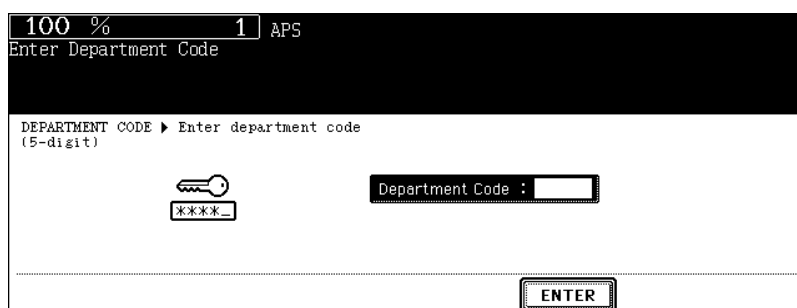 100 % 1 APS
Enter Department Code
DEPARTMENT CODE ▶ Enter department code
(5-digit)
Department Code :
****_
ENTER